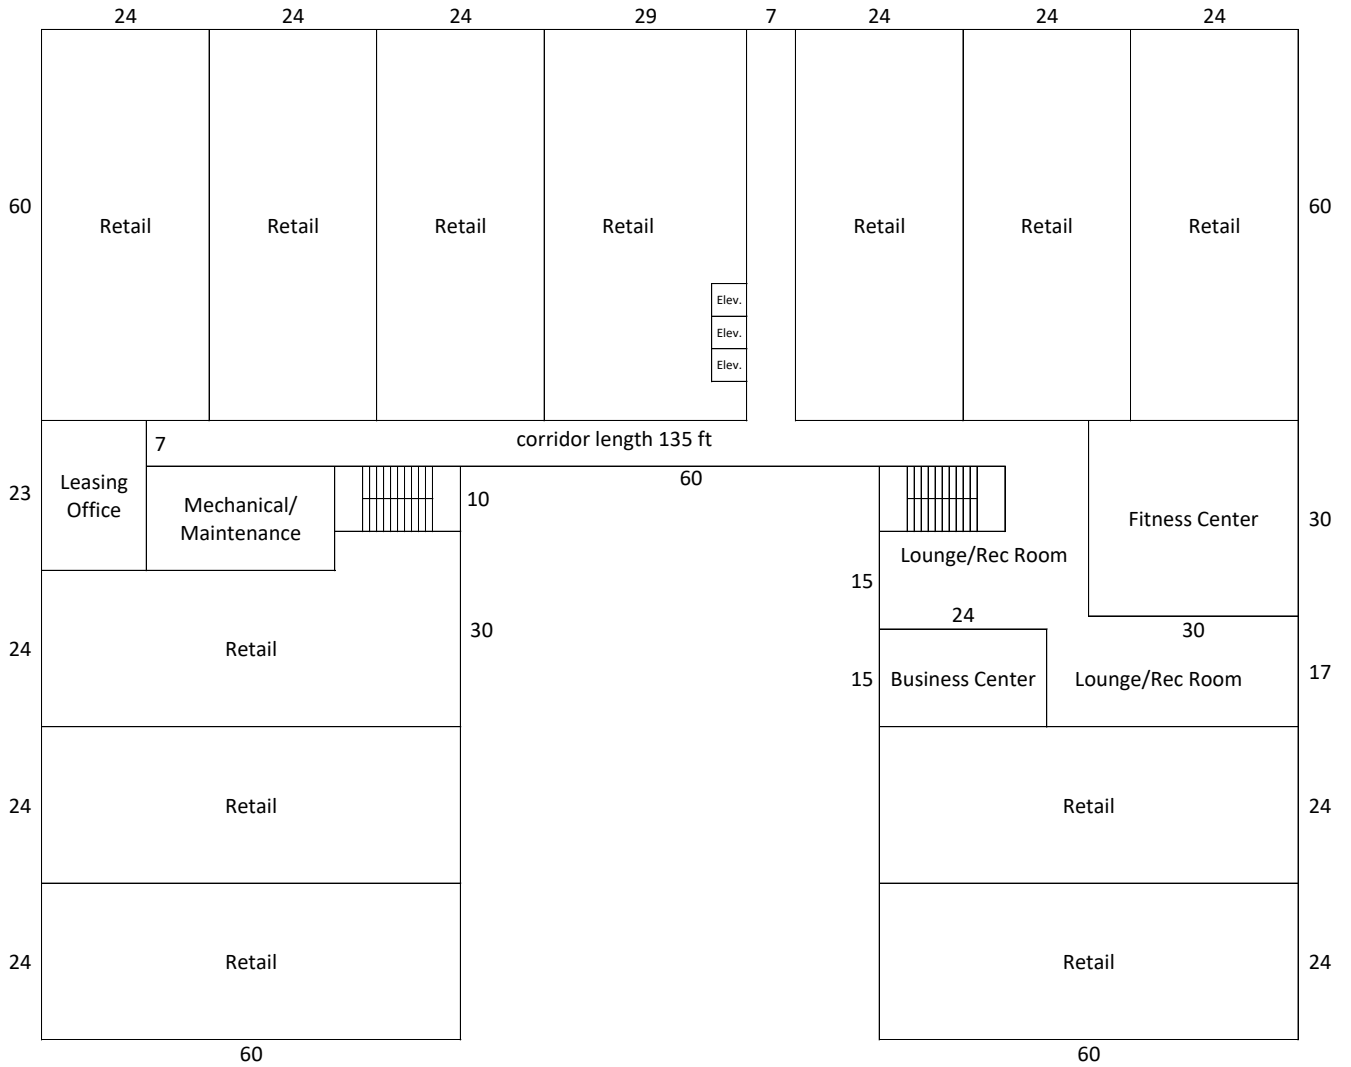 24 24 24 29 7 24 24 24
60 Retail Retail Retail Retail Retail Retail Retail 60
Elev.
Elev.
Elev.
7 corridor length 135 ft
60
23 Leasing
Office
Mechanical/
Maintenance
10
Fitness Center 30
Lounge/Rec Room
15
24
30
24 Retail 30
15 Business Center Lounge/Rec Room 17
24 Retail Retail 24
24 Retail Retail 24
60 60